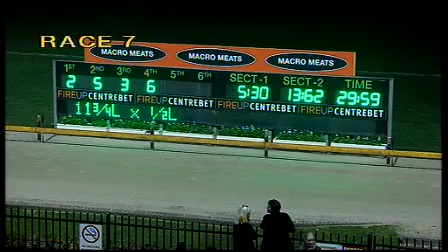 RACE 7
MACRO MEATS MACRO MEATS MACRO MEATS
1ST 2ND 3RD 4TH 5TH 6TH SECT-1 SECT-2 TIME
2 5 3 6 5:30 13:62 29:59
FIREUP CENTREBET FIREUP CENTREBET FIREUP CENTREBET FIREUP CENTREBET
1 1 3/4L X 1/2L